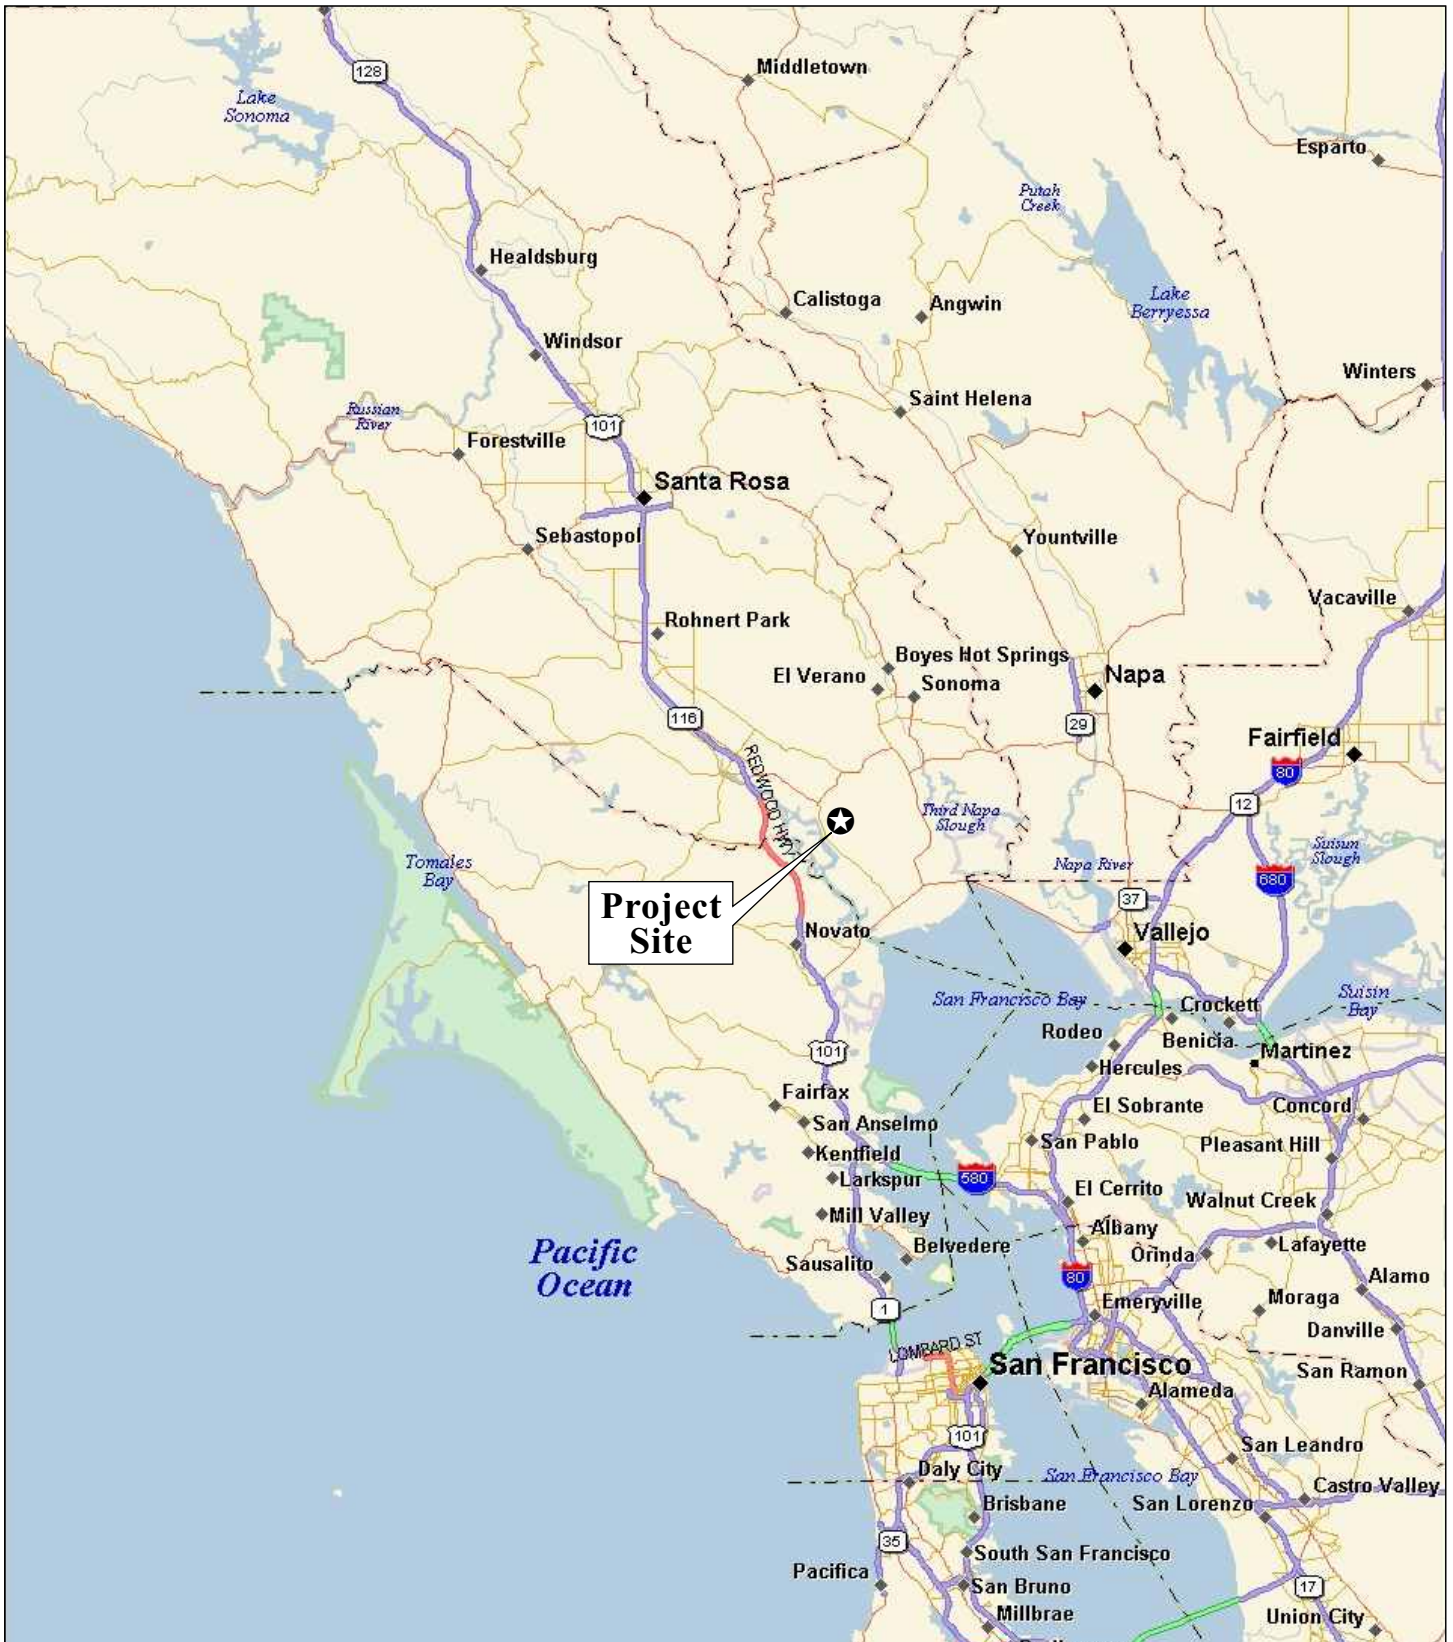 128
Middletown
Lake
Sonoma
Esparto
Putah
Creek
Healdsburg
Calistoga
Angwin
Lake
Berryessa
Windsor
Winters
Saint Helena
Russian
River
101
Forestville
Santa Rosa
Sebastopol
Yountville
Vacaville
Rohnert Park
Boyes Hot Springs
El Verano
Sonoma
Napa
116
29
Fairfield
REDWOOD HWY
80
12
Third Napa
Slough
Suisun
Slough
Tomales
Bay
Napa River
680
37
Project
Site
Novato
Vallejo
San Francisco Bay
Suisin
Bay
Crockett
Rodeo
Benicia
101
Martinez
Hercules
Fairfax
El Sobrante
Concord
San Anselmo
San Pablo
Pleasant Hill
Kentfield
580
Larkspur
El Cerrito
Walnut Creek
Mill Valley
Albany
Pacific
Ocean
Belvedere
Orinda
Lafayette
Sausalito
80
Alamo
1
Emeryville
Moraga
Danville
LOMBARD ST
San Francisco
San Ramon
Alameda
101
San Leandro
Daly City
San Francisco Bay
Castro Valley
Brisbane
San Lorenzo
35
South San Francisco
Pacifica
San Bruno
17
Millbrae
Union City